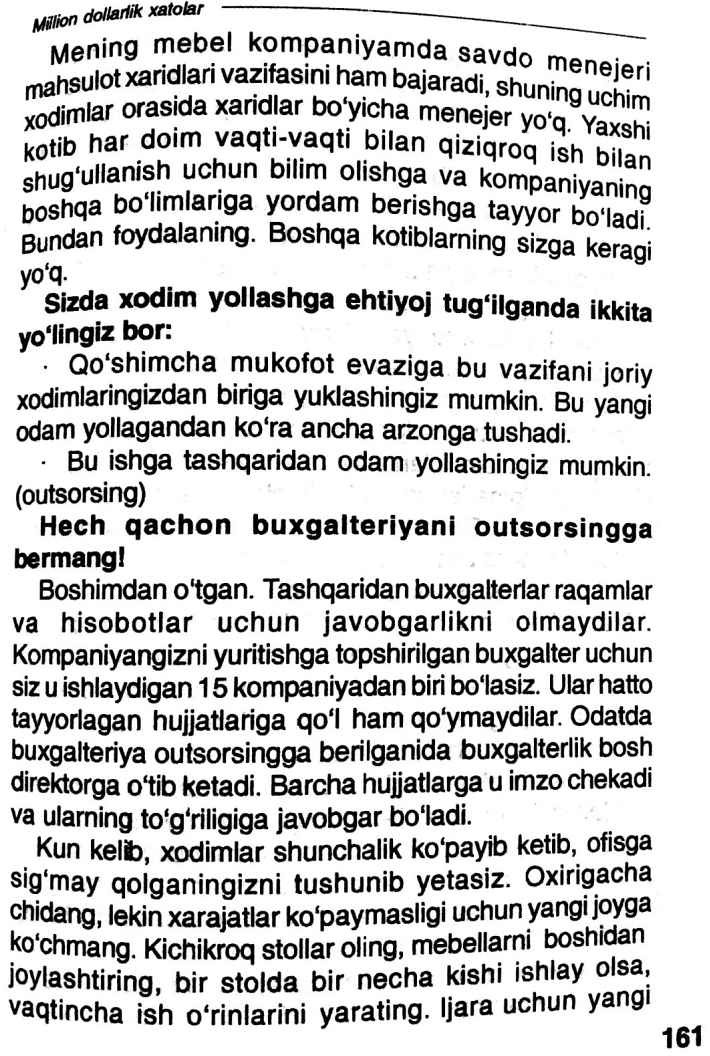 Million dollarlik xatolar
Mening mebel kompaniyamda savdo menejeri
mahsulot xaridlari vazifasini ham bajaradi, shuning uchim
xodimlar orasida xaridlar bo‘yicha menejer yo‘q. Yaxshi
kotib har doim vaqti-vaqti bilan qiziqroq ish bilan
shug‘ullanish uchun bilim olishga va kompaniyaning
boshqa bo‘limlariga yordam berishga tayyor bo‘ladi.
Bundan foydalaning. Boshqa kotiblarning sizga keragi
yo‘q.
Sizda xodim yollashga ehtiyoj tug‘ilganda ikkita
yo‘lingiz bor:
· Qo‘shimcha mukofot evaziga bu vazifani joriy
xodimlaringizdan biriga yuklashingiz mumkin. Bu yangi
odam yollagandan ko‘ra ancha arzonga tushadi.
· Bu ishga tashqaridan odam yollashingiz mumkin.
(outsorsing)
Hech qachon buxgalteriyani outsorsingga
bermang!
Boshimdan o‘tgan. Tashqaridan buxgalterlar raqamlar
va hisobotlar uchun javobgarlikni olmaydilar.
Kompaniyangizni yuritishga topshirilgan buxgalter uchun
siz u ishlaydigan 15 kompaniyadan biri bo‘lasiz. Ular hatto
tayyorlagan hujjatlariga qo‘l ham qo‘ymaydilar. Odatda
buxgalteriya outsorsingga berilganida buxgalterlik bosh
direktorga o‘tib ketadi. Barcha hujjatlarga u imzo chekadi
va ularning to‘g‘riligiga javobgar bo‘ladi.
Kun kelib, xodimlar shunchalik ko‘payib ketib, ofisga
sig‘may qolganingizni tushunib yetasiz. Oxirigacha
chidang, lekin xarajatlar ko‘paymasligi uchun yangi joyga
ko‘chmang. Kichikroq stollar oling, mebellarni boshidan
joylashtiring, bir stolda bir necha kishi ishlay olsa,
vaqtincha ish o‘rinlarini yarating. Ijara uchun yangi
161